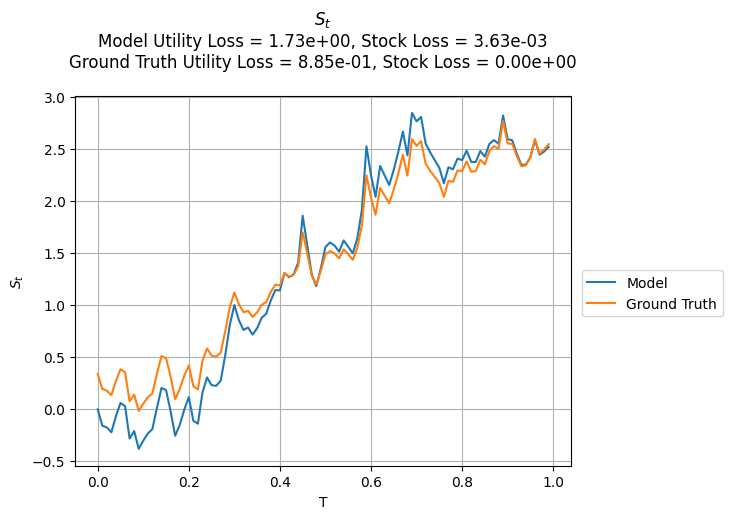 S_t
Model Utility Loss = 1.73e+00, Stock Loss = 3.63e-03
Ground Truth Utility Loss = 8.85e-01, Stock Loss = 0.00e+00
3.0
2.5
2.0
1.5
1.0
0.5
0.0
−0.5
S_t
0.0 0.2 0.4 0.6 0.8 1.0
T
Model
Ground Truth